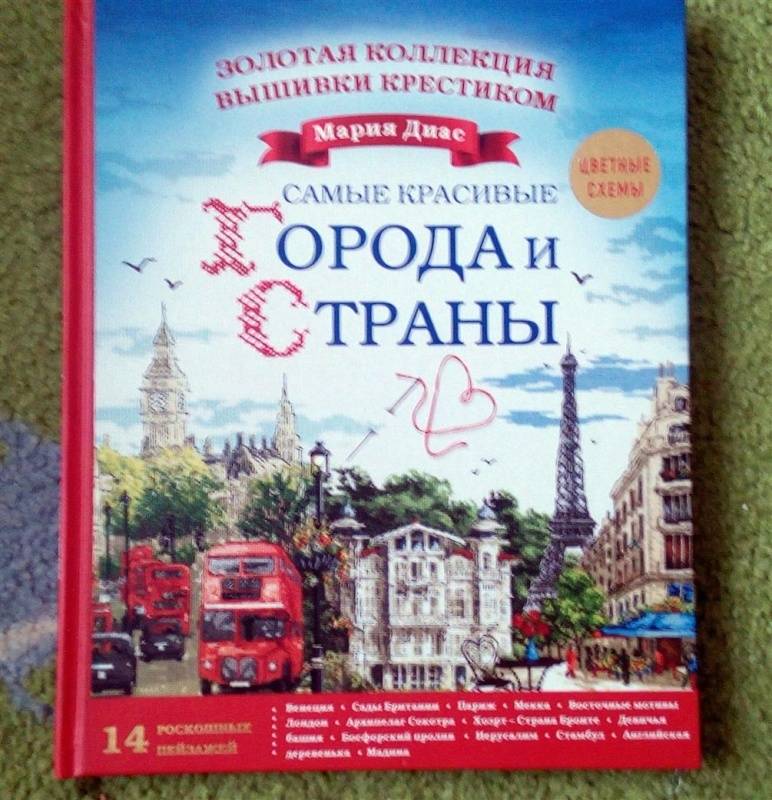 ЗОЛОТАЯ КОЛЛЕКЦИЯ
ВЫШИВКИ КРЕСТИКОМ
Мария Диас
ЦВЕТНЫЕ
СХЕМЫ
САМЫЕ КРАСИВЫЕ
ГОРОДА И
СТРАНЫ
14 РОСКОШНЫХ
ПЕЙЗАЖЕЙ
• Венеция • Сады Британии • Париж • Мекка • Восточные мотивы
• Лондон • Архипелаг Сокотра • Хоэрт - Страна Бронте • Девичья
башня • Босфорский пролив • Иерусалим • Стамбул • Английская
деревенька • Мадина